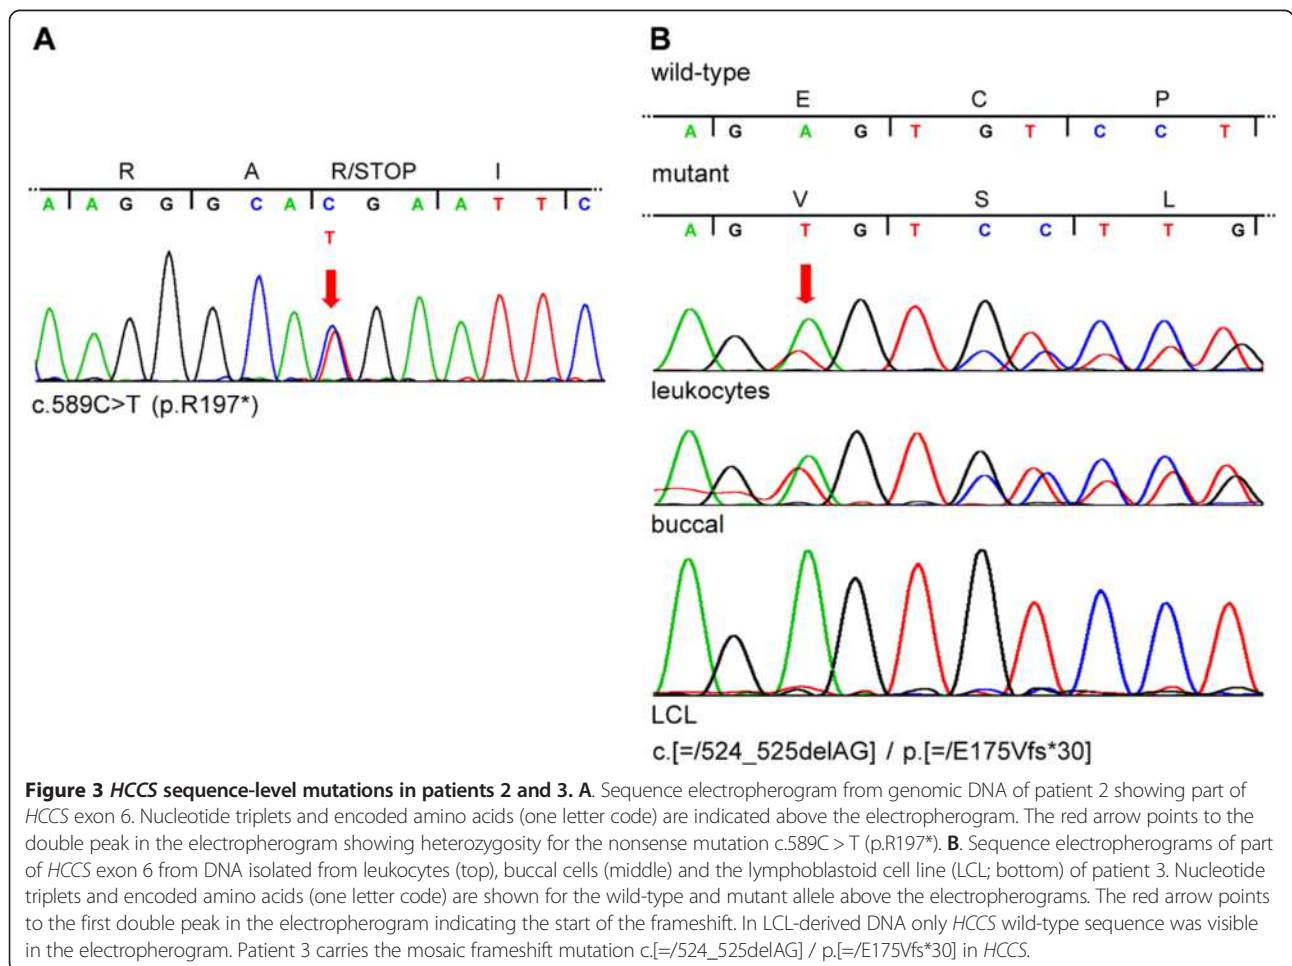 A
R A R/STOP I
A A G G G C A C G A A T T C
T
c.589C>T (p.R197*)
B
wild-type
E C P
A G A G T G T C C T
mutant
V S L
A G T G T C C T T G
leukocytes
buccal
LCL
c.[=/524_525delAG] / p.[=/E175Vfs*30]
Figure 3 HCCS sequence-level mutations in patients 2 and 3. A. Sequence electropherogram from genomic DNA of patient 2 showing part of
HCCS exon 6. Nucleotide triplets and encoded amino acids (one letter code) are indicated above the electropherogram. The red arrow points to the
double peak in the electropherogram showing heterozygosity for the nonsense mutation c.589C > T (p.R197*). B. Sequence electropherograms of part
of HCCS exon 6 from DNA isolated from leukocytes (top), buccal cells (middle) and the lymphoblastoid cell line (LCL; bottom) of patient 3. Nucleotide
triplets and encoded amino acids (one letter code) are shown for the wild-type and mutant allele above the electropherograms. The red arrow points
to the first double peak in the electropherogram indicating the start of the frameshift. In LCL-derived DNA only HCCS wild-type sequence was visible
in the electropherogram. Patient 3 carries the mosaic frameshift mutation c.[=/524_525delAG] / p.[=/E175Vfs*30] in HCCS.